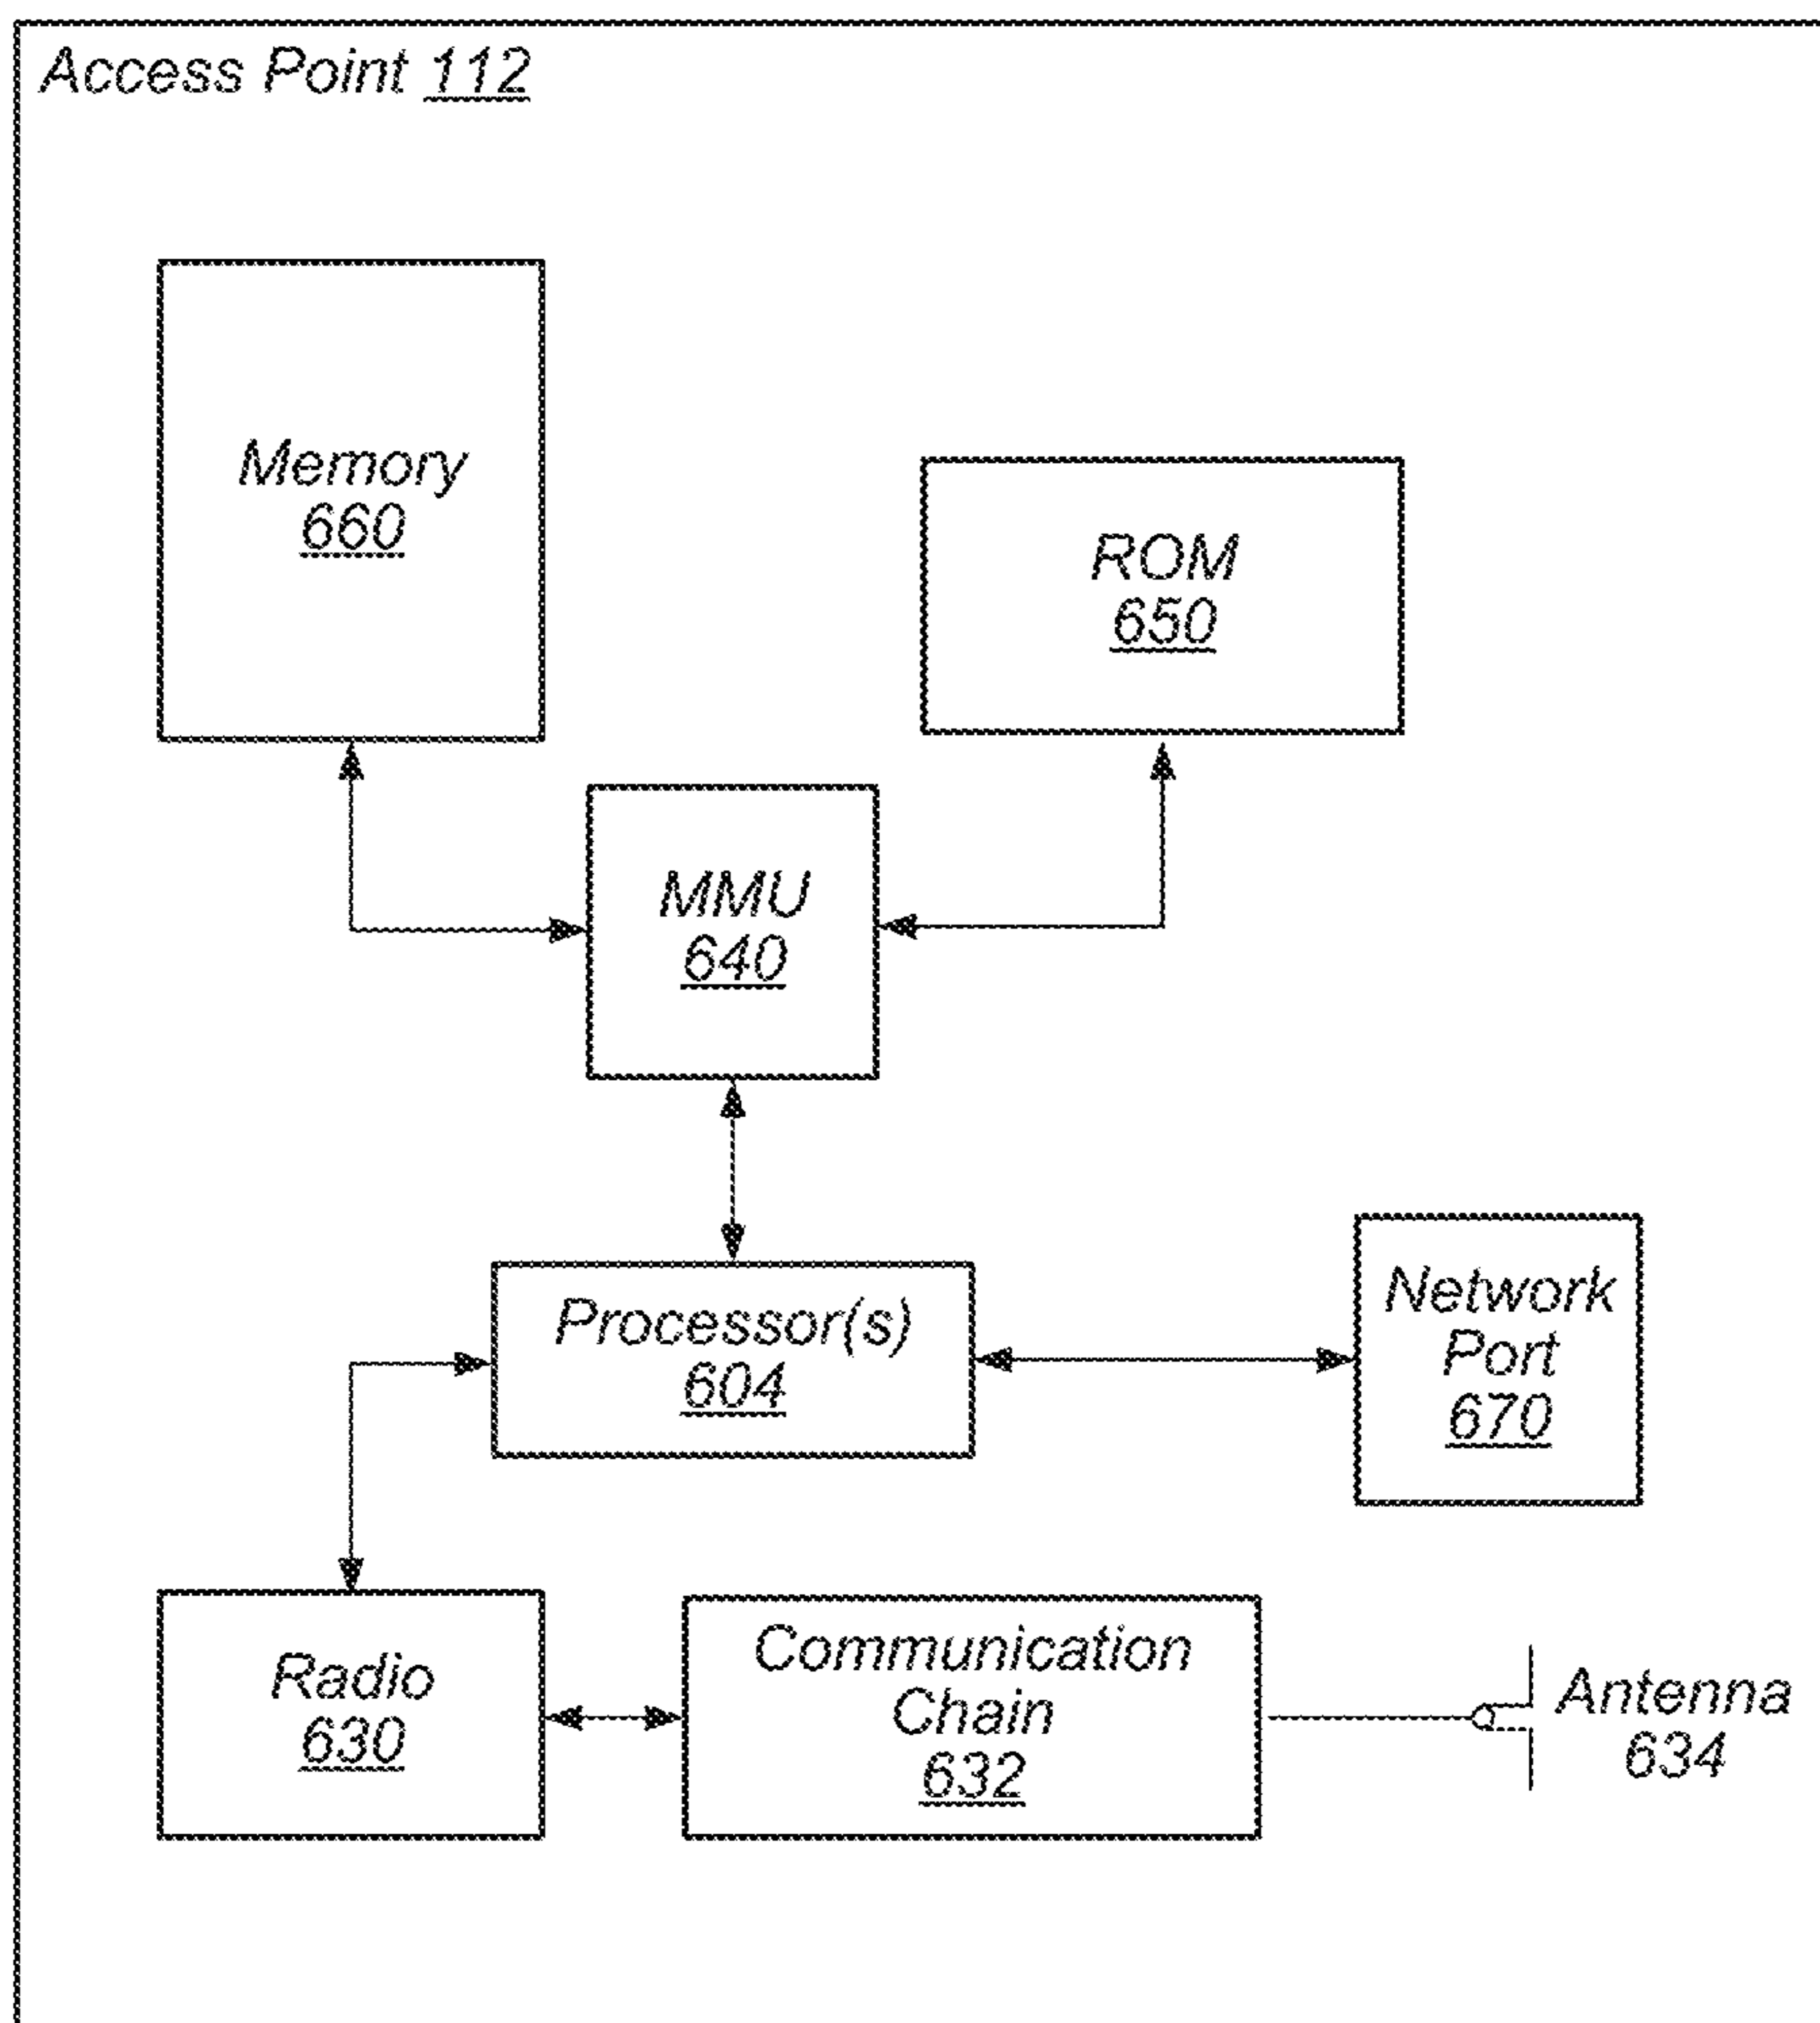 Access Point 112
Memory
660
ROM
650
MMU
640
Processor(s)
604
Network
Port
670
Radio
630
Communication
Chain
632
Antenna
634